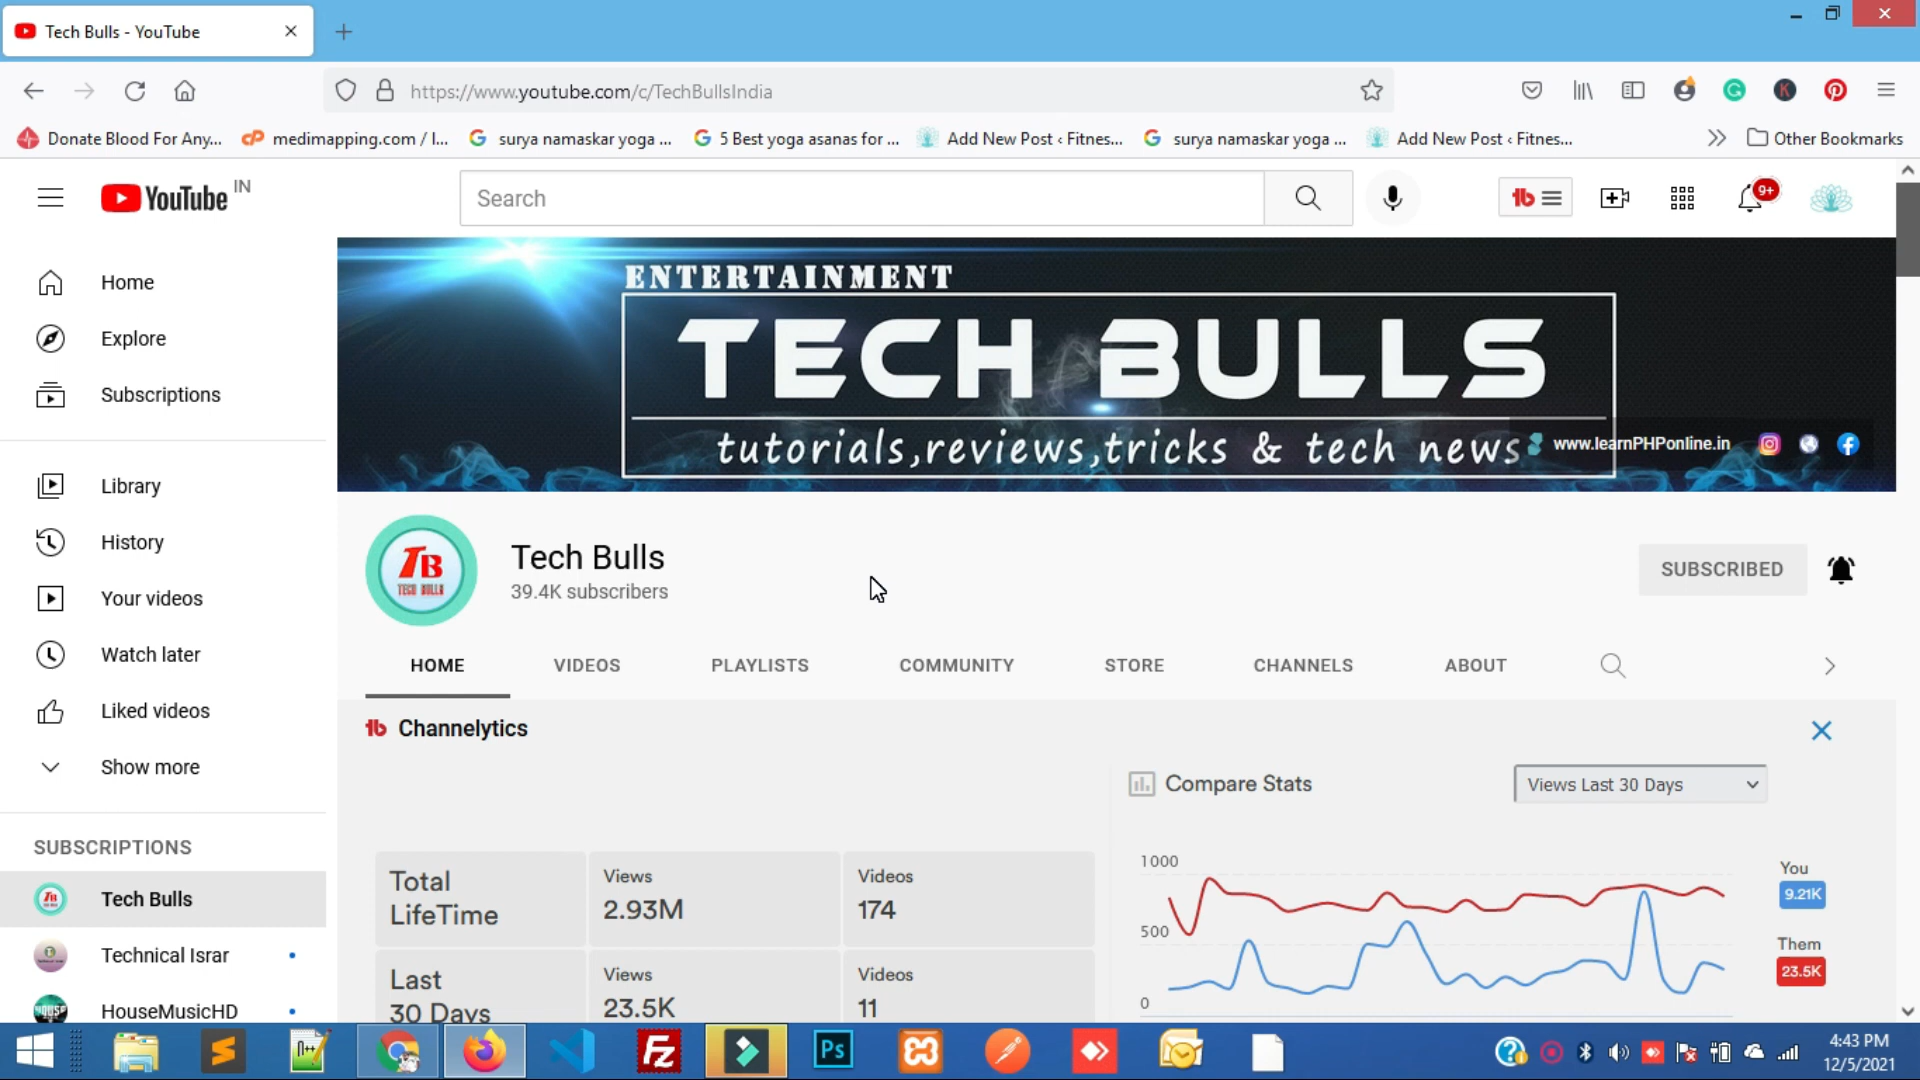 Tech Bulls - YouTube
https://www.youtube.com/c/TechBullsIndia
Donate Blood For Any...
medimapping.com / l...
surya namaskar yoga ...
5 Best yoga asanas for ...
Add New Post ‹ Fitnes...
surya namaskar yoga ...
Add New Post ‹ Fitnes...
Other Bookmarks
YouTube IN
Search
9+
Home
Explore
Subscriptions
Library
History
Your videos
Watch later
Liked videos
Show more
SUBSCRIPTIONS
Tech Bulls
Technical Israr
HouseMusicHD
ENTERTAINMENT
TECH BULLS
tutorials,reviews,tricks & tech news
www.learnPHPonline.in
TB
TECH BULLS
Tech Bulls
39.4K subscribers
SUBSCRIBED
HOME
VIDEOS
PLAYLISTS
COMMUNITY
STORE
CHANNELS
ABOUT
Channelytics
Compare Stats
Views Last 30 Days
Total
LifeTime
Views
2.93M
Videos
174
Last
30 Days
Views
23.5K
Videos
11
1000
500
0
You
9.21K
Them
23.5K
4:43 PM
12/5/2021